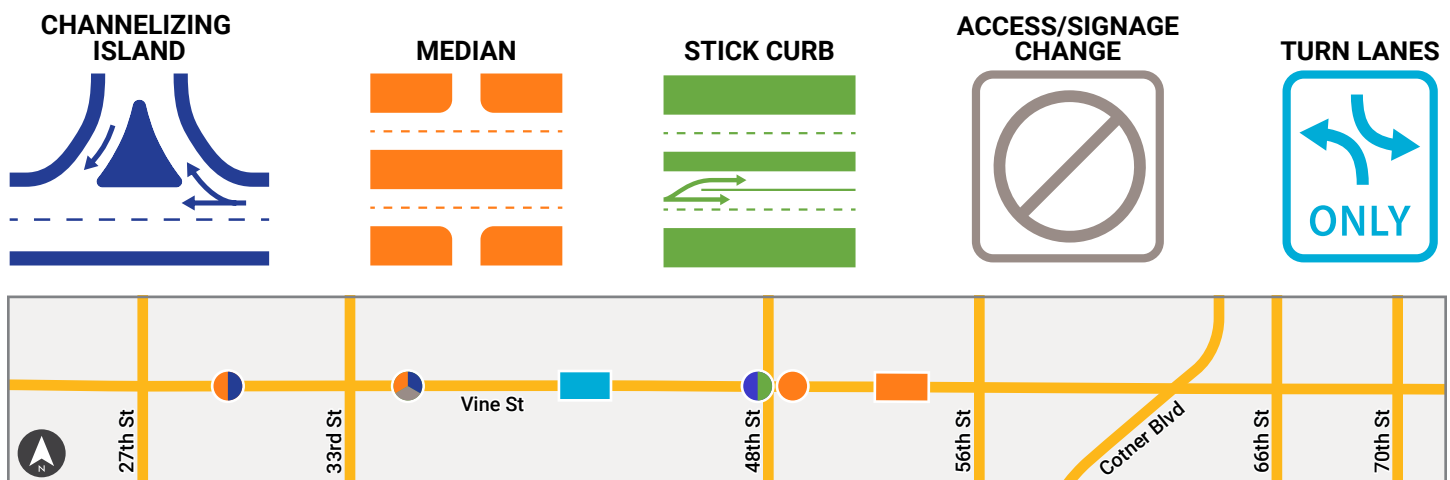 CHANNELIZING
ISLAND
MEDIAN
STICK CURB
ACCESS/SIGNAGE
CHANGE
TURN LANES
ONLY
27th St
33rd St
Vine St
48th St
56th St
Cotner Blvd
66th St
70th St
N